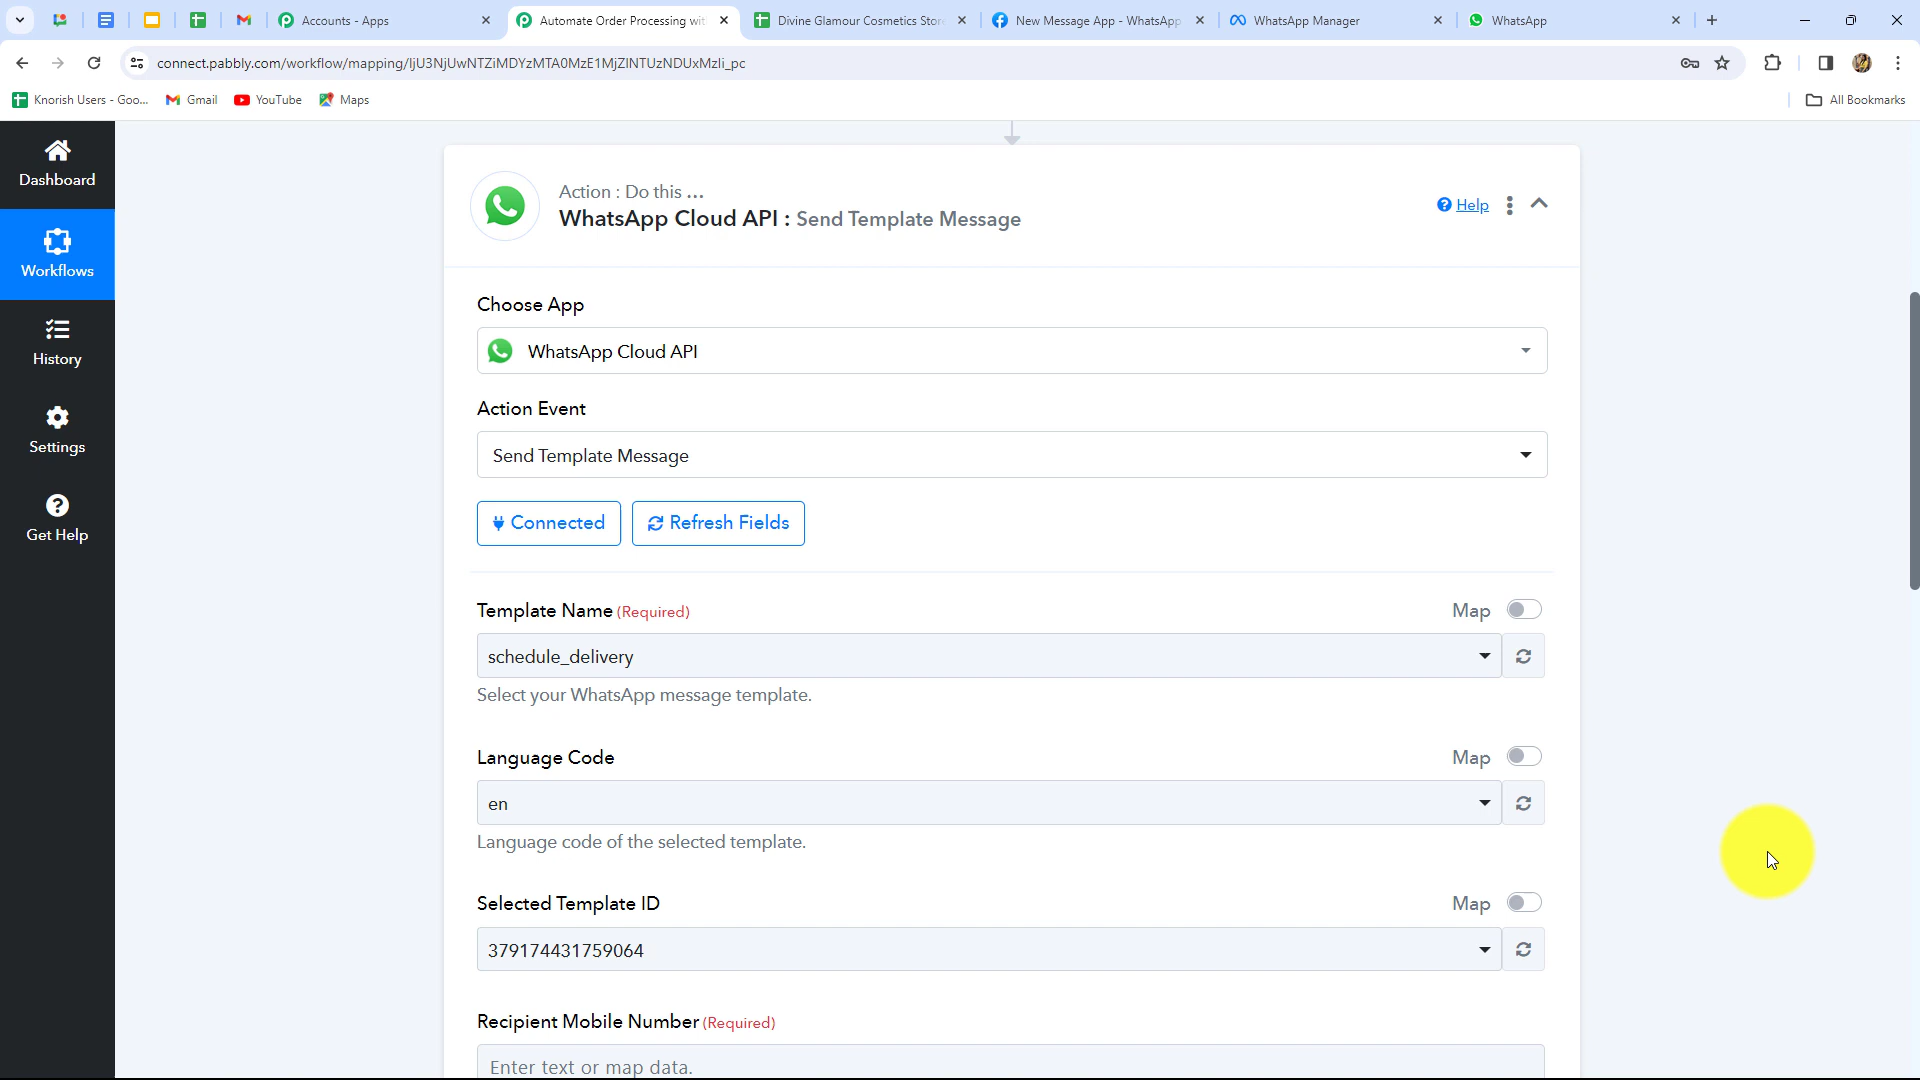 Accounts - Apps
Automate Order Processing wit
Divine Glamour Cosmetics Stor
New Message App - WhatsApp
WhatsApp Manager
WhatsApp
connect.pabbly.com/workflow/mapping/IjU3NjUwNTZiMDYzMTA0MzE1MjZlNTUzNDUxMzIi_pc
Knorish Users - Goo...
Gmail
YouTube
Maps
All Bookmarks
Dashboard
Workflows
History
Settings
Get Help
Action : Do this ...
WhatsApp Cloud API : Send Template Message
Help
Choose App
WhatsApp Cloud API
Action Event
Send Template Message
Connected
Refresh Fields
Template Name (Required)
Map
schedule_delivery
Select your WhatsApp message template.
Language Code
Map
en
Language code of the selected template.
Selected Template ID
Map
379174431759064
Recipient Mobile Number (Required)
Enter text or map data.